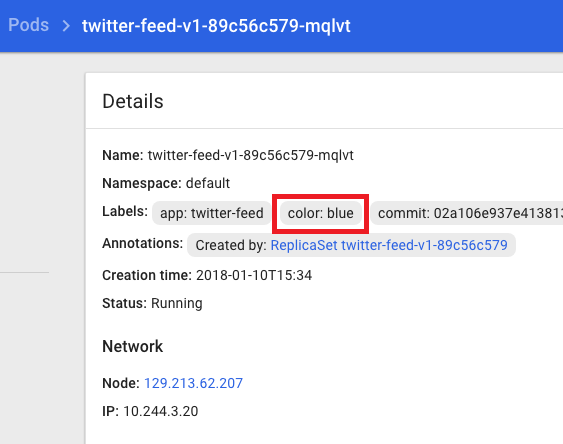 Pods > twitter-feed-v1-89c56c579-mqlvt
Details
Name: twitter-feed-v1-89c56c579-mqlvt
Namespace: default
Labels: app: twitter-feed color: blue commit: 02a106e937e413813
Annotations: Created by: ReplicaSet twitter-feed-v1-89c56c579
Creation time: 2018-01-10T15:34
Status: Running
Network
Node: 129.213.62.207
IP: 10.244.3.20